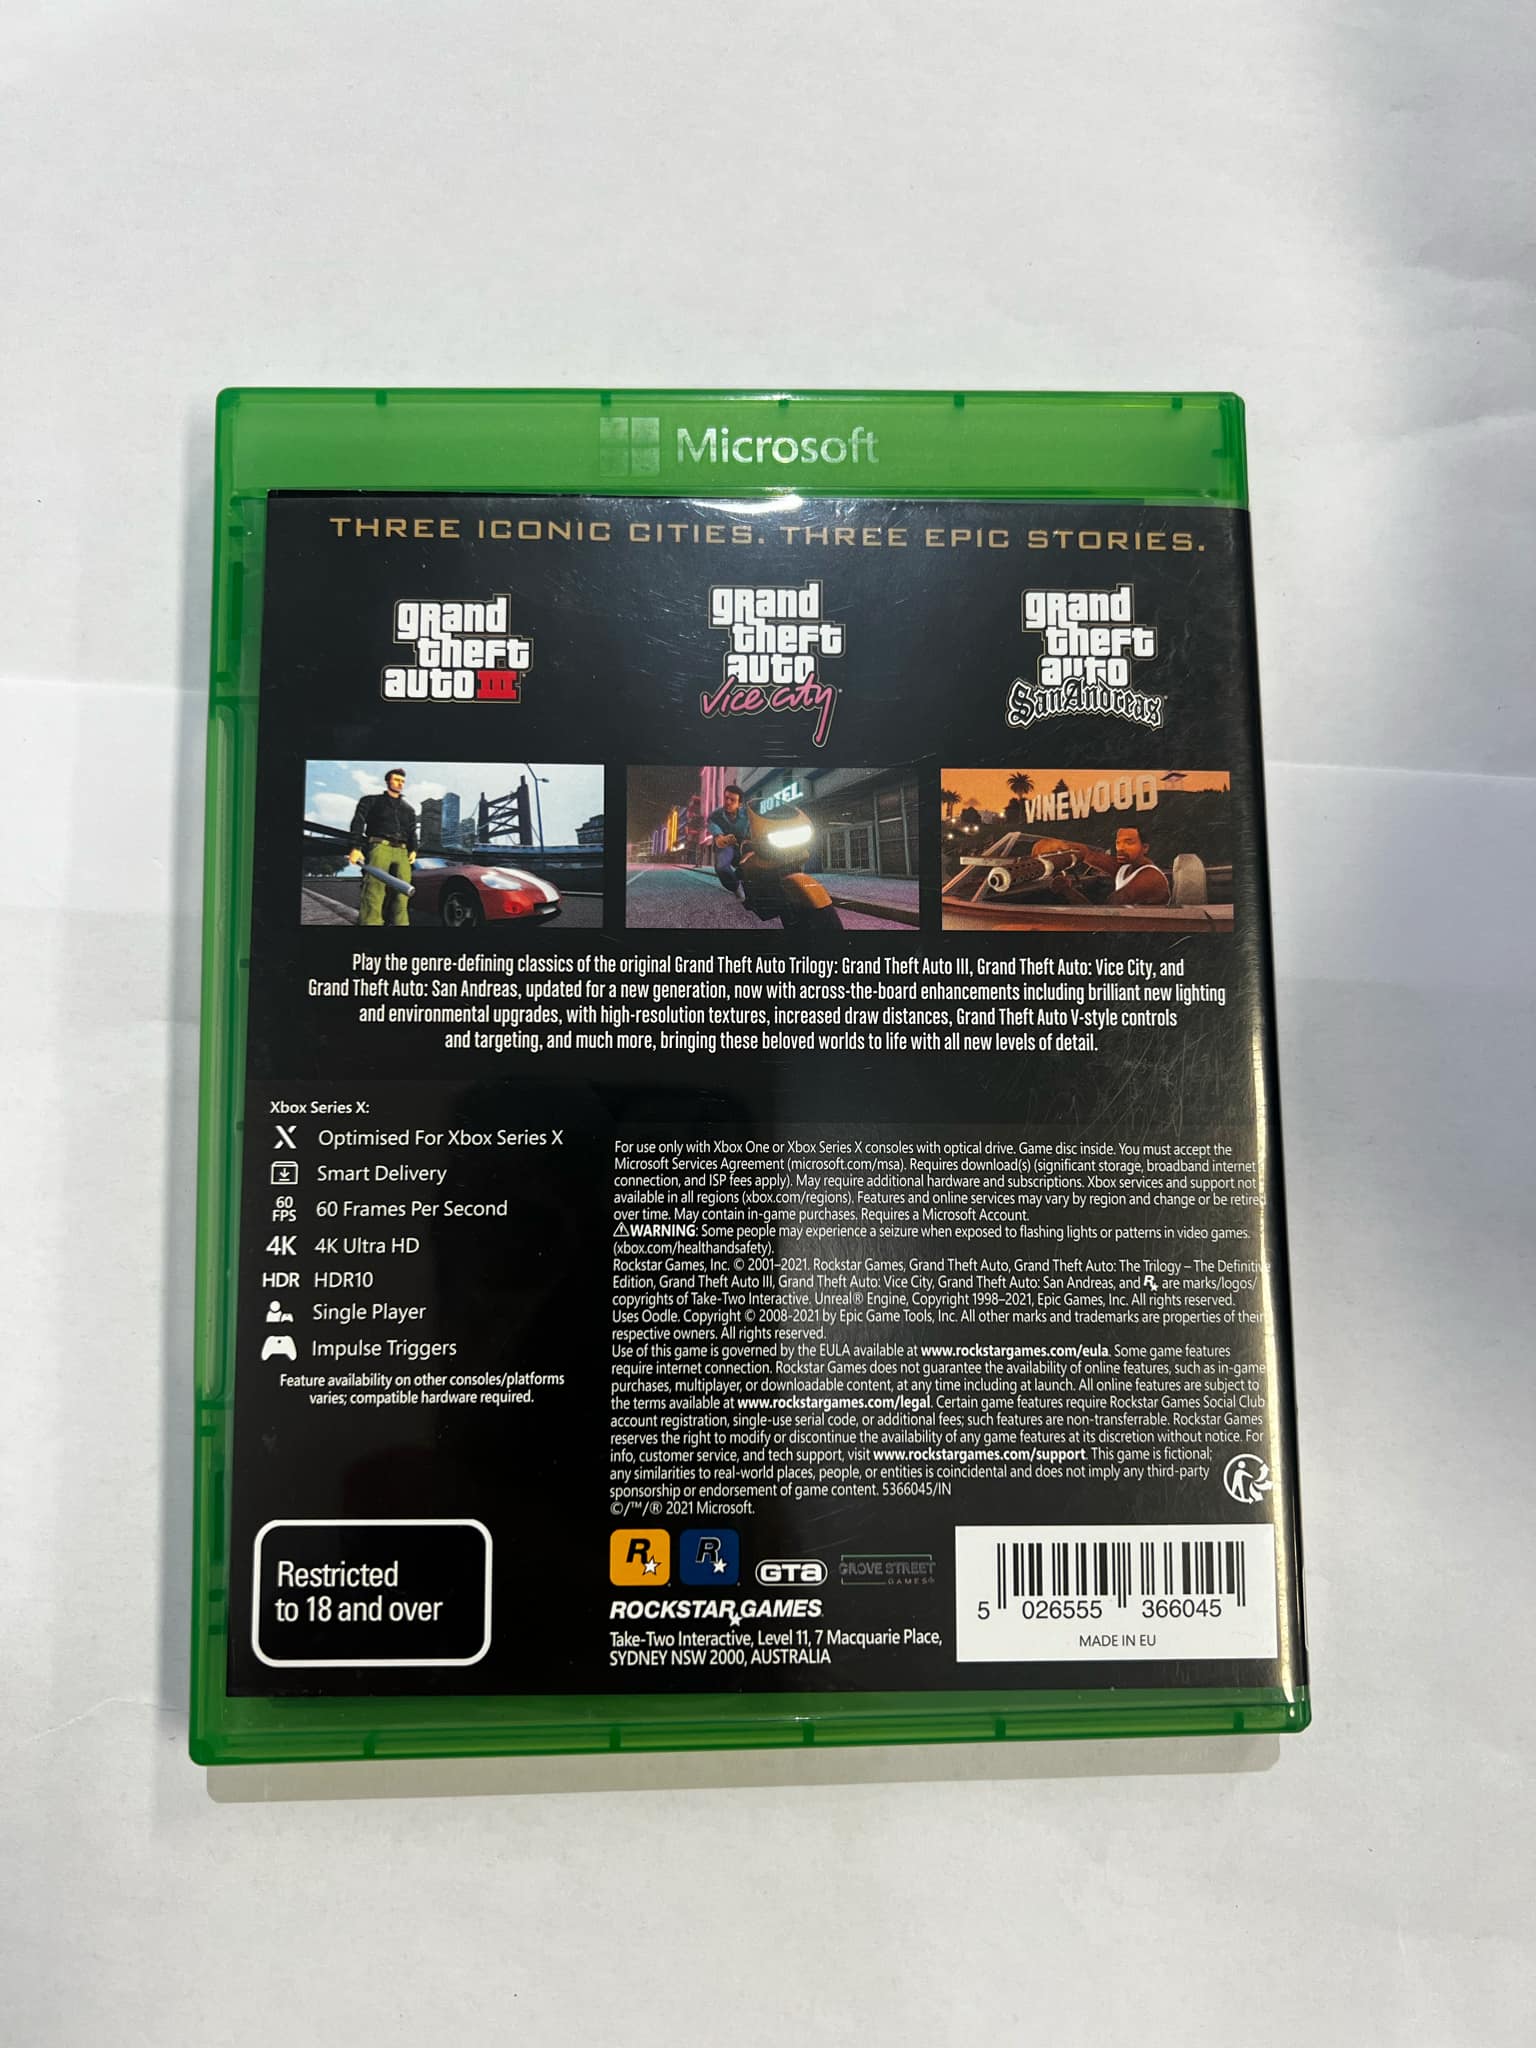 Microsoft
THREE ICONIC CITIES. THREE EPIC STORIES.
grand
theft
auto III
grand
theft
auto
Vice City
grand
theft
auto
San Andreas
HOTEL
VINEWOOD
Play the genre-defining classics of the original Grand Theft Auto Trilogy: Grand Theft Auto III, Grand Theft Auto: Vice City, and
Grand Theft Auto: San Andreas, updated for a new generation, now with across-the-board enhancements including brilliant new lighting
and environmental upgrades, with high-resolution textures, increased draw distances, Grand Theft Auto V-style controls
and targeting, and much more, bringing these beloved worlds to life with all new levels of detail.
Xbox Series X:
X Optimised For Xbox Series X
Smart Delivery
60 FPS 60 Frames Per Second
4K 4K Ultra HD
HDR HDR10
Single Player
Impulse Triggers
Feature availability on other consoles/platforms
varies; compatible hardware required.
For use only with Xbox One or Xbox Series X consoles with optical drive. Game disc inside. You must accept the
Microsoft Services Agreement (microsoft.com/msa). Requires download(s) (significant storage, broadband internet
connection, and ISP fees apply). May require additional hardware and subscriptions. Xbox services and support not
available in all regions (xbox.com/regions). Features and online services may vary by region and change or be retired
over time. May contain in-game purchases. Requires a Microsoft Account.
⚠WARNING: Some people may experience a seizure when exposed to flashing lights or patterns in video games.
(xbox.com/healthandsafety).
Rockstar Games, Inc. © 2001–2021. Rockstar Games, Grand Theft Auto, Grand Theft Auto: The Trilogy – The Definitive
Edition, Grand Theft Auto III, Grand Theft Auto: Vice City, Grand Theft Auto: San Andreas, and R★ are marks/logos/
copyrights of Take-Two Interactive. Unreal® Engine, Copyright 1998–2021, Epic Games, Inc. All rights reserved.
Uses Oodle. Copyright © 2008-2021 by Epic Game Tools, Inc. All other marks and trademarks are properties of their
respective owners. All rights reserved.
Use of this game is governed by the EULA available at www.rockstargames.com/eula. Some game features
require internet connection. Rockstar Games does not guarantee the availability of online features, such as in-game
purchases, multiplayer, or downloadable content, at any time including at launch. All online features are subject to
the terms available at www.rockstargames.com/legal. Certain game features require Rockstar Games Social Club
account registration, single-use serial code, or additional fees; such features are non-transferrable. Rockstar Games
reserves the right to modify or discontinue the availability of any game features at its discretion without notice. For
info, customer service, and tech support, visit www.rockstargames.com/support. This game is fictional;
any similarities to real-world places, people, or entities is coincidental and does not imply any third-party
sponsorship or endorsement of game content. 5366045/IN
©/™/® 2021 Microsoft.
Restricted
to 18 and over
R★ R★ GTA GROVE STREET
GAMES®
ROCKSTAR GAMES
Take-Two Interactive, Level 11, 7 Macquarie Place,
SYDNEY NSW 2000, AUSTRALIA
5 026555 366045
MADE IN EU